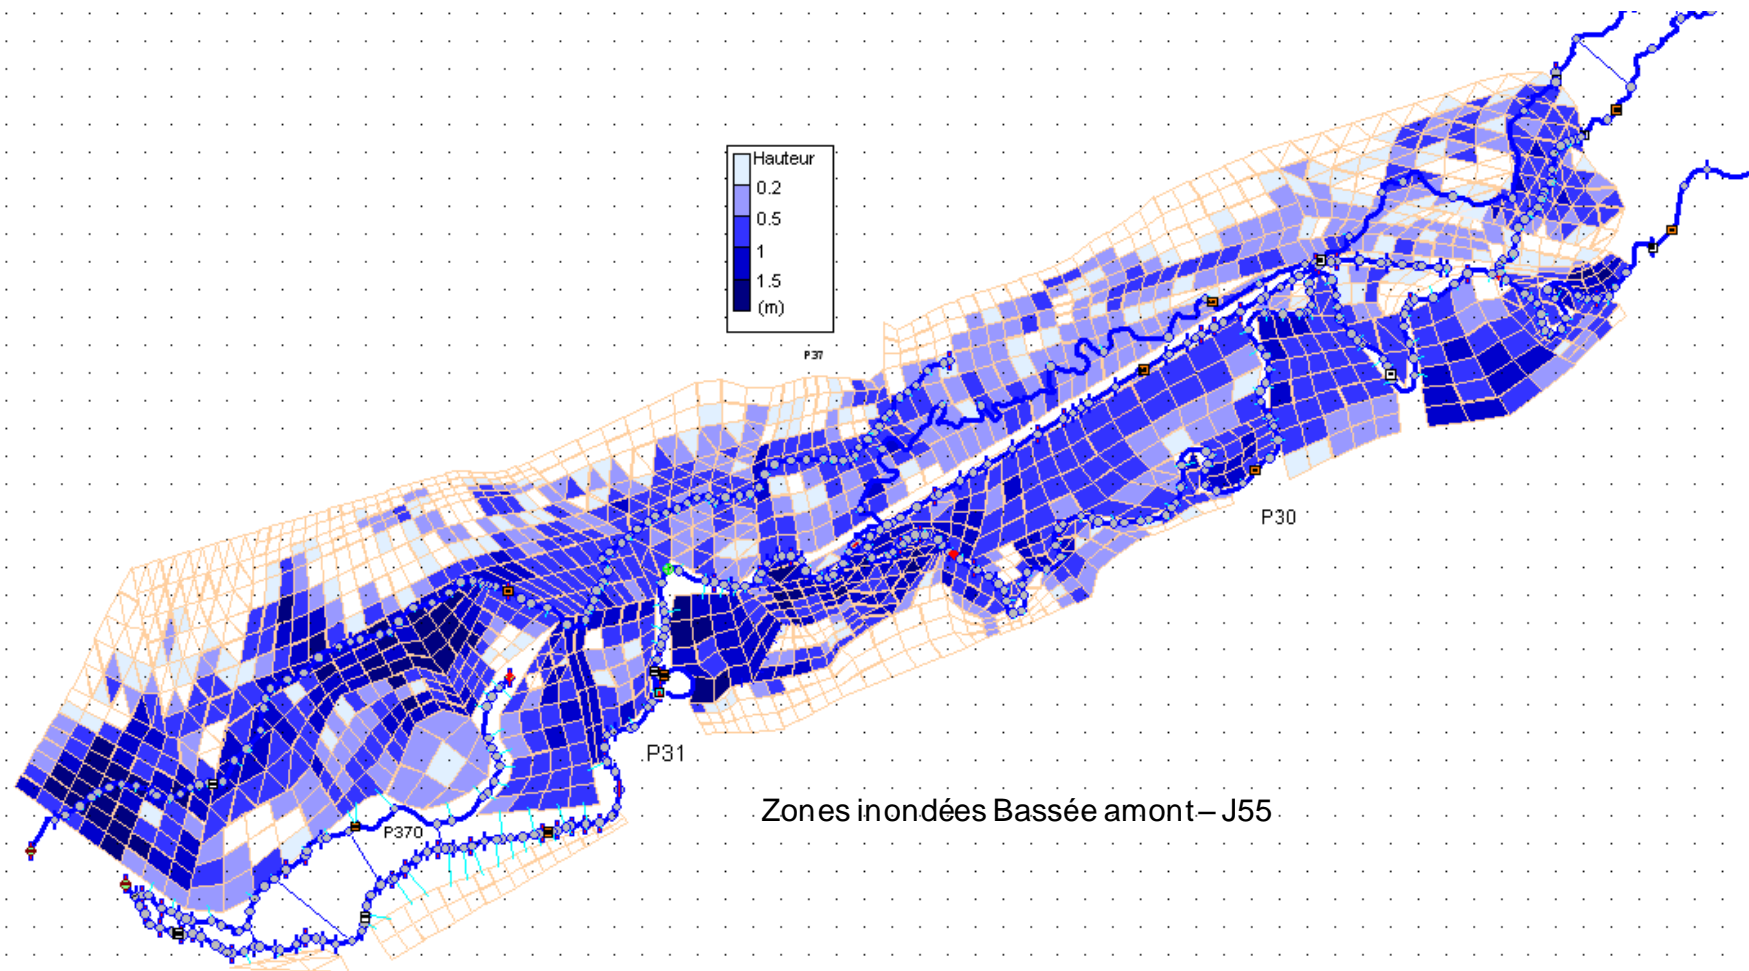 Hauteur
0.2
0.5
1
1.5
(m)
P37
P30
P31
Zones inondées Bassée amont – J55
P370